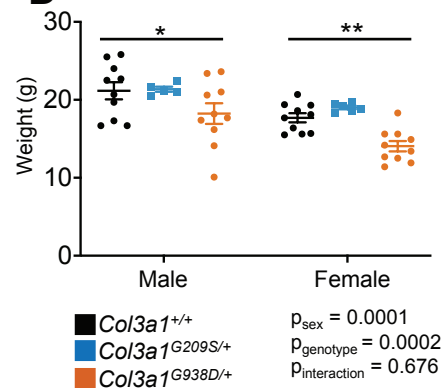 30
*
**
20
10
0
Weight (g)
Male
Female
Col3a1+/+
Col3a1G209S/+
Col3a1G938D/+
psex = 0.0001
pgenotype = 0.0002
pinteraction = 0.676